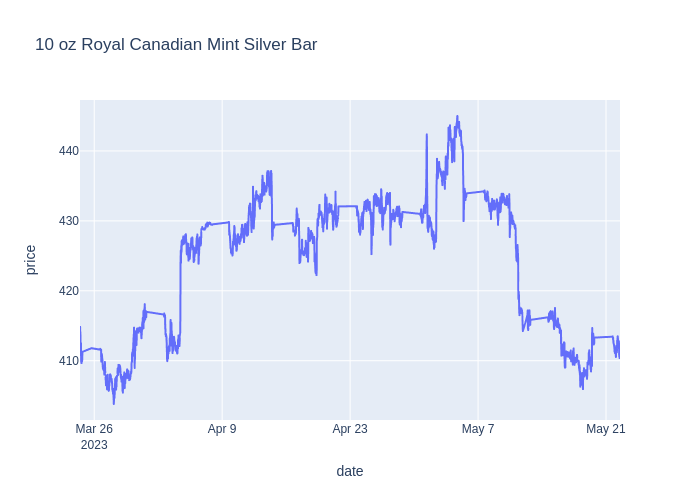 10 oz Royal Canadian Mint Silver Bar
price
440
430
420
410
Mar 26
2023
Apr 9
Apr 23
May 7
May 21
date